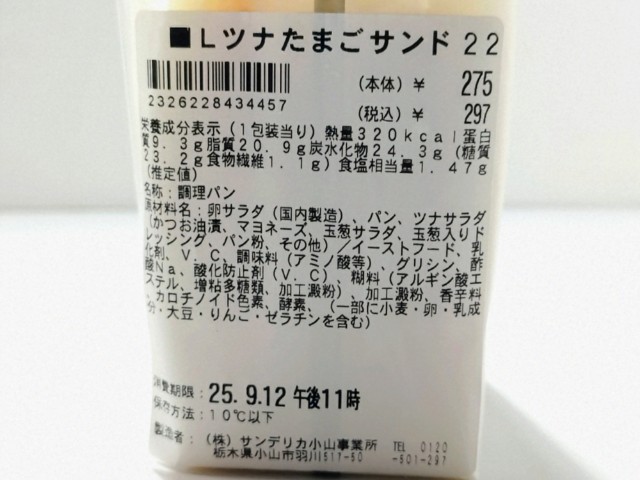 ■Lツナたまごサンド22
(本体)¥ 275
2326228434457
(税込)¥ 297
栄養成分表示(1包装当り)熱量320kcal蛋白
質9.3g脂質20.9g炭水化物24.3g(糖質
23.2g食物繊維1.1g)食塩相当量1.47g
(推定値)
名称:調理パン
原材料名:卵サラダ(国内製造)、パン、ツナサラダ
(かつお油漬、マヨネーズ、玉葱サラダ、玉葱入りド
レッシング、パン粉、その他)/イーストフード、乳
化剤、V.C、調味料(アミノ酸等)、グリシン、酢
酸Na、酸化防止剤(V.C)、糊料(アルギン酸エ
ステル、増粘多糖類、加工澱粉)、加工澱粉、香辛料
、カロチノイド色素、酵素、(一部に小麦・卵・乳成
分・大豆・りんご・ゼラチンを含む)
消費期限:25.9.12 午後11時
保存方法:10℃以下
製造者:(株)サンデリカ小山事業所 TEL 0120
栃木県小山市羽川517-50 -501-297